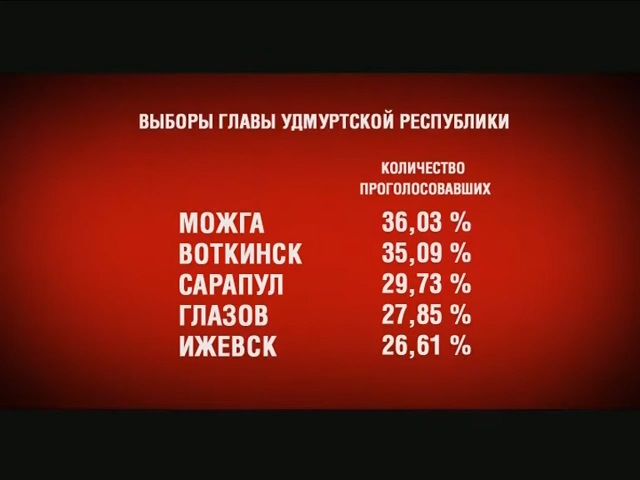 ВЫБОРЫ ГЛАВЫ УДМУРТСКОЙ РЕСПУБЛИКИ
КОЛИЧЕСТВО
ПРОГОЛОСОВАВШИХ
МОЖГА 36,03 %
ВОТКИНСК 35,09 %
САРАПУЛ 29,73 %
ГЛАЗОВ 27,85 %
ИЖЕВСК 26,61 %